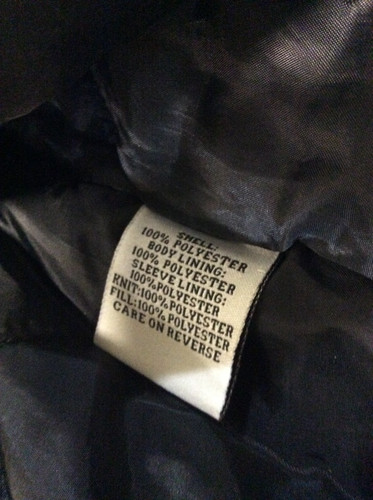 SHELL:
100% POLYESTER
BODY LINING:
100% POLYESTER
SLEEVE LINING:
100%POLYESTER
KNIT:100% POLYESTER
FILL:100% POLYESTER
CARE ON REVERSE